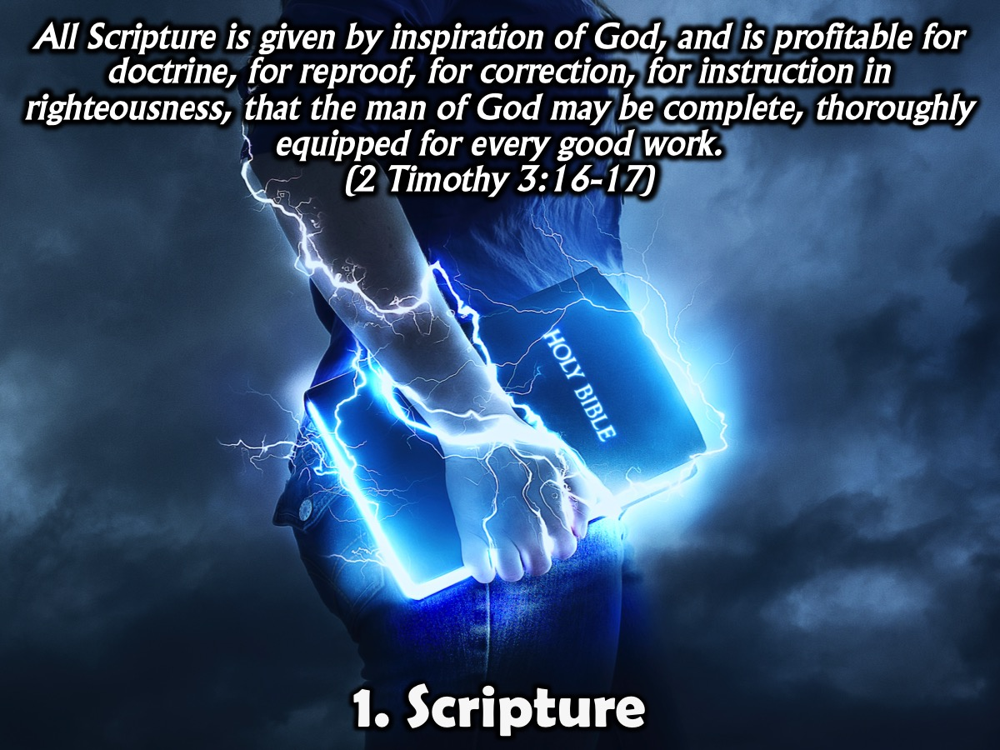 All Scripture is given by inspiration of God, and is profitable for
doctrine, for reproof, for correction, for instruction in
righteousness, that the man of God may be complete, thoroughly
equipped for every good work.
(2 Timothy 3:16-17)
HOLY BIBLE
1. Scripture